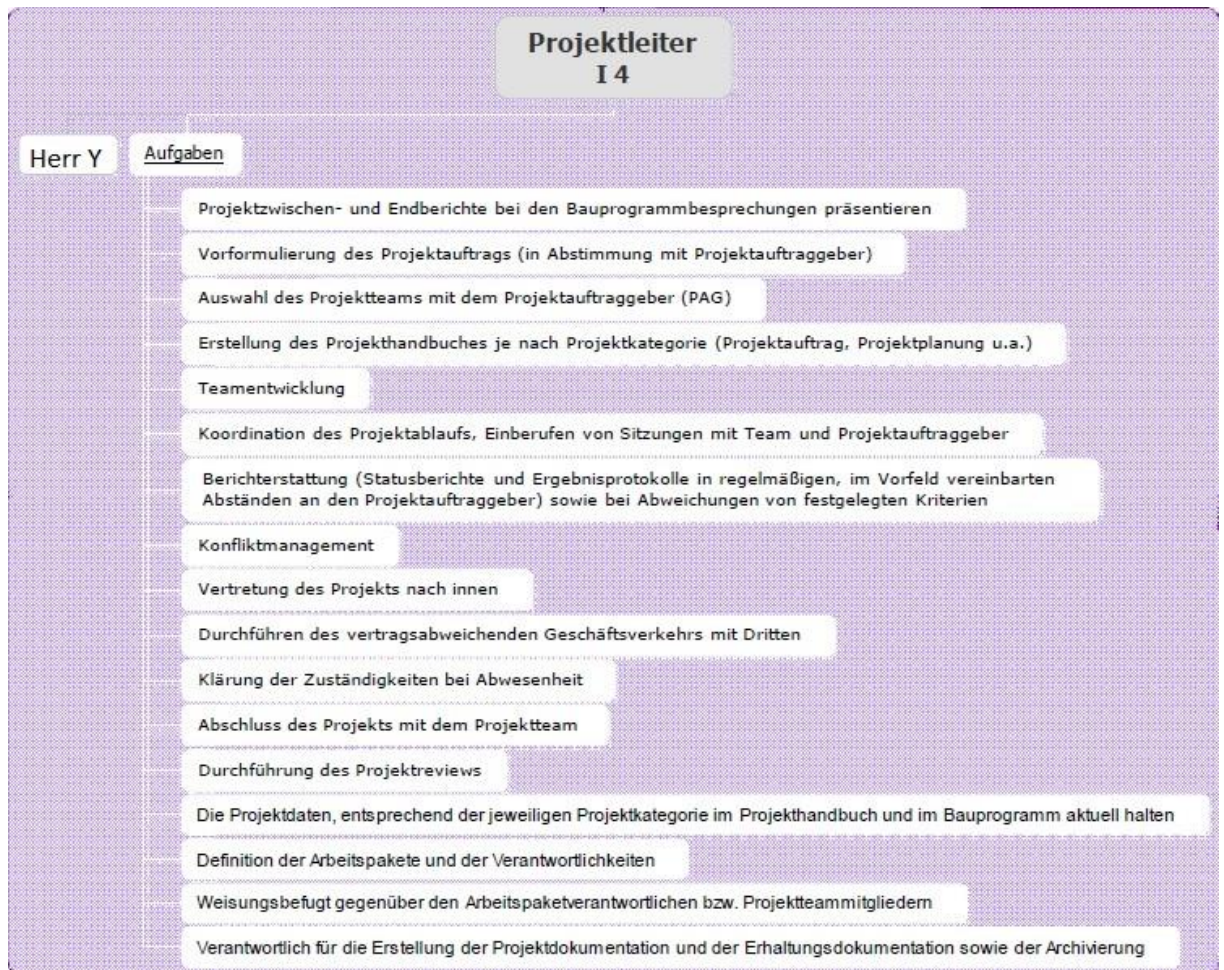 Projektleiter
I 4
Herr Y
Aufgaben
Projektzwischen- und Endberichte bei den Bauprogrammbesprechungen präsentieren
Vorformulierung des Projektauftrags (in Abstimmung mit Projektauftraggeber)
Auswahl des Projektteams mit dem Projektauftraggeber (PAG)
Erstellung des Projekthandbuches je nach Projektkategorie (Projektauftrag, Projektplanung u.a.)
Teamentwicklung
Koordination des Projektablaufs, Einberufen von Sitzungen mit Team und Projektauftraggeber
Berichterstattung (Statusberichte und Ergebnisprotokolle in regelmäßigen, im Vorfeld vereinbarten
Abständen an den Projektauftraggeber) sowie bei Abweichungen von festgelegten Kriterien
Konfliktmanagement
Vertretung des Projekts nach innen
Durchführen des vertragsabweichenden Geschäftsverkehrs mit Dritten
Klärung der Zuständigkeiten bei Abwesenheit
Abschluss des Projekts mit dem Projektteam
Durchführung des Projektreviews
Die Projektdaten, entsprechend der jeweiligen Projektkategorie im Projekthandbuch und im Bauprogramm aktuell halten
Definition der Arbeitspakete und der Verantwortlichkeiten
Weisungsbefugt gegenüber den Arbeitspaketverantwortlichen bzw. Projektteammitgliedern
Verantwortlich für die Erstellung der Projektdokumentation und der Erhaltungsdokumentation sowie der Archivierung